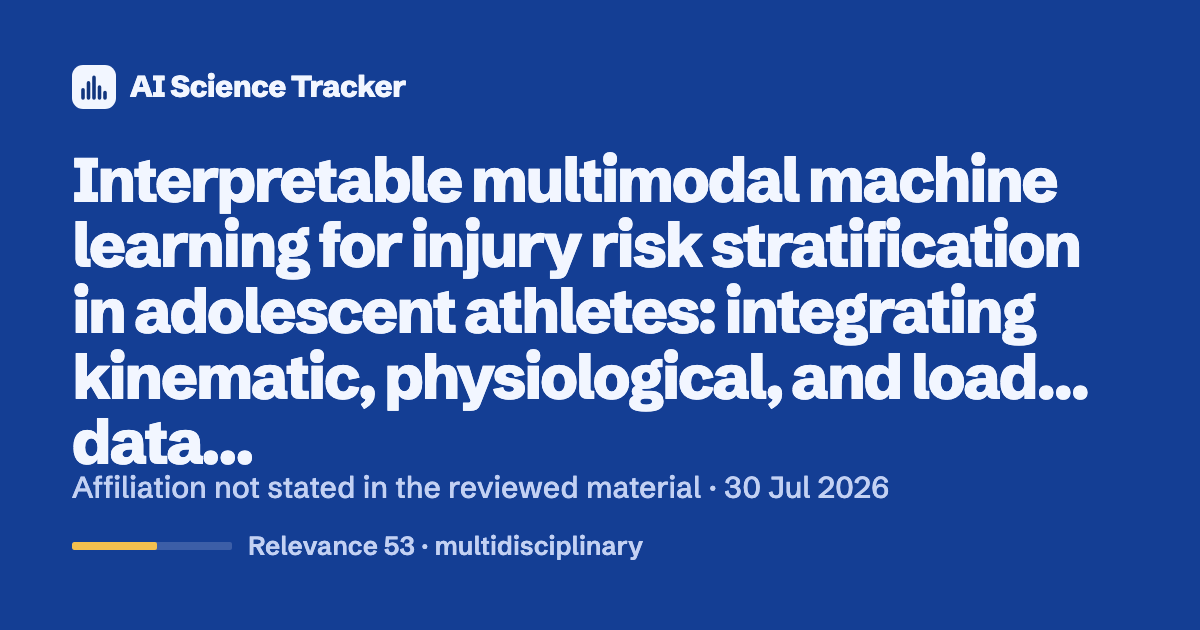 AI Science Tracker
Interpretable multimodal machine
learning for injury risk stratification
in adolescent athletes: integrating
kinematic, physiological, and load...
data...
Affiliation not stated in the reviewed material · 30 Jul 2026
Relevance 53 · multidisciplinary